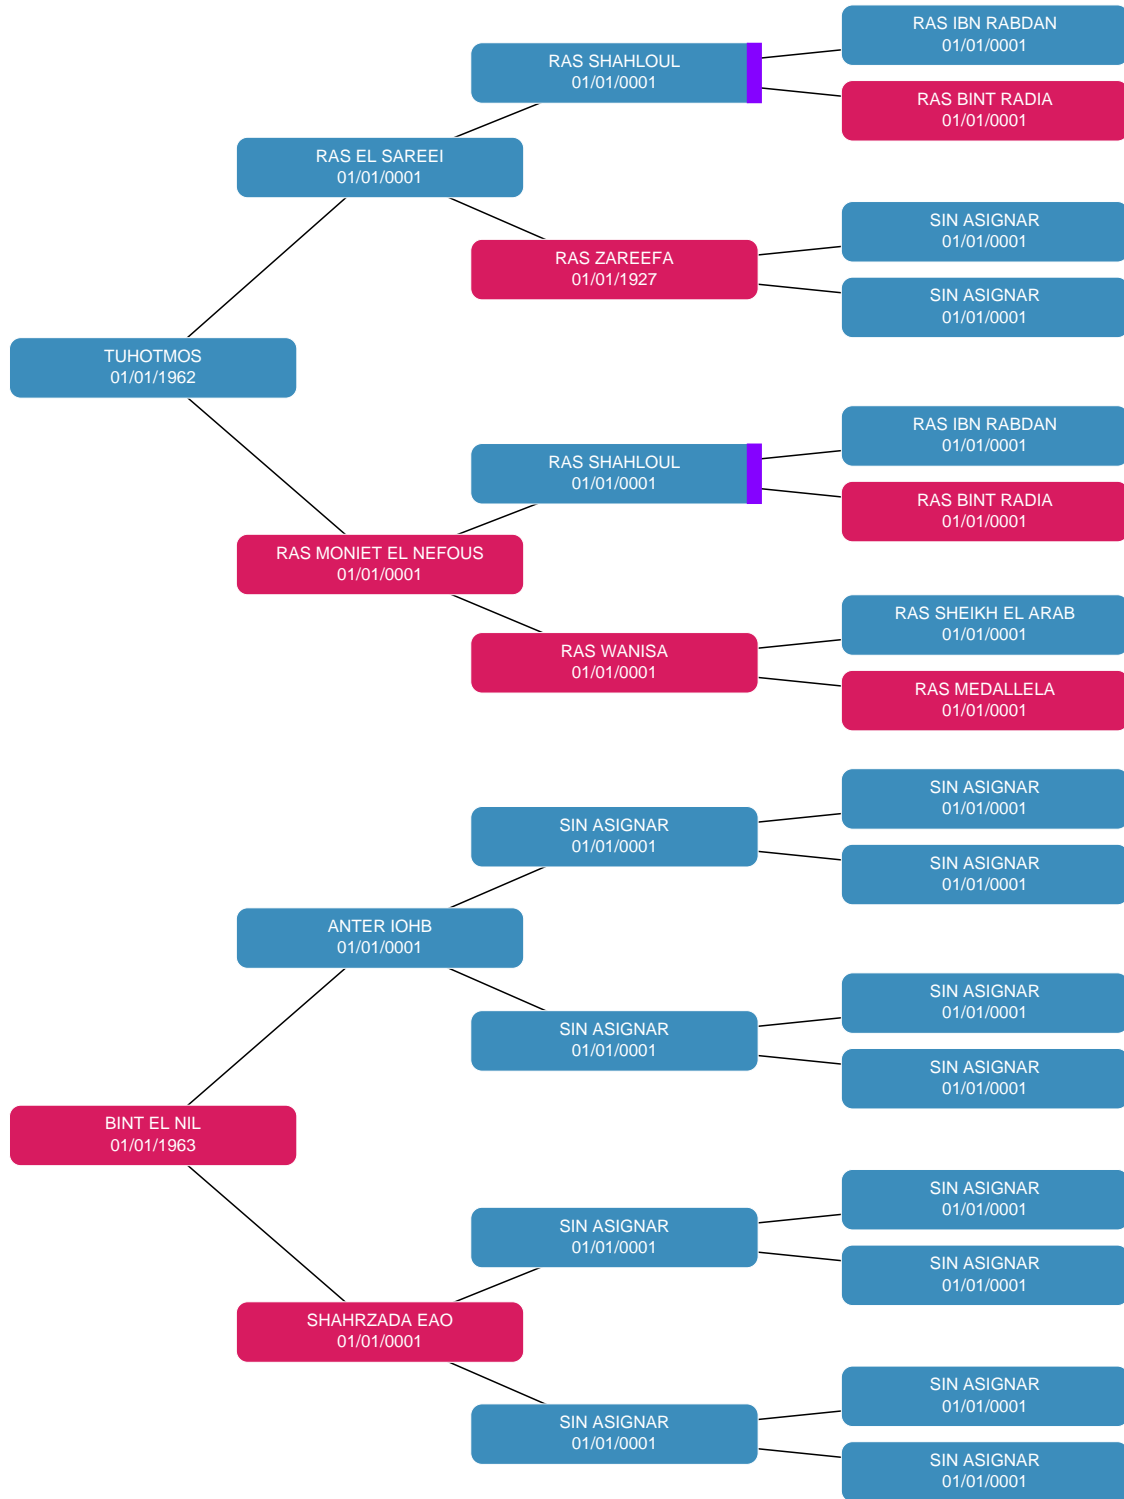 RAS IBN RABDAN
01/01/0001
RAS SHAHLOUL
01/01/0001
RAS BINT RADIA
01/01/0001
RAS EL SAREEI
01/01/0001
SIN ASIGNAR
01/01/0001
RAS ZAREEFA
01/01/1927
SIN ASIGNAR
01/01/0001
TUHOTMOS
01/01/1962
RAS IBN RABDAN
01/01/0001
RAS SHAHLOUL
01/01/0001
RAS BINT RADIA
01/01/0001
RAS MONIET EL NEFOUS
01/01/0001
RAS SHEIKH EL ARAB
01/01/0001
RAS WANISA
01/01/0001
RAS MEDALLELA
01/01/0001
SIN ASIGNAR
01/01/0001
SIN ASIGNAR
01/01/0001
SIN ASIGNAR
01/01/0001
ANTER IOHB
01/01/0001
SIN ASIGNAR
01/01/0001
SIN ASIGNAR
01/01/0001
SIN ASIGNAR
01/01/0001
BINT EL NIL
01/01/1963
SIN ASIGNAR
01/01/0001
SIN ASIGNAR
01/01/0001
SIN ASIGNAR
01/01/0001
SHAHRZADA EAO
01/01/0001
SIN ASIGNAR
01/01/0001
SIN ASIGNAR
01/01/0001
SIN ASIGNAR
01/01/0001